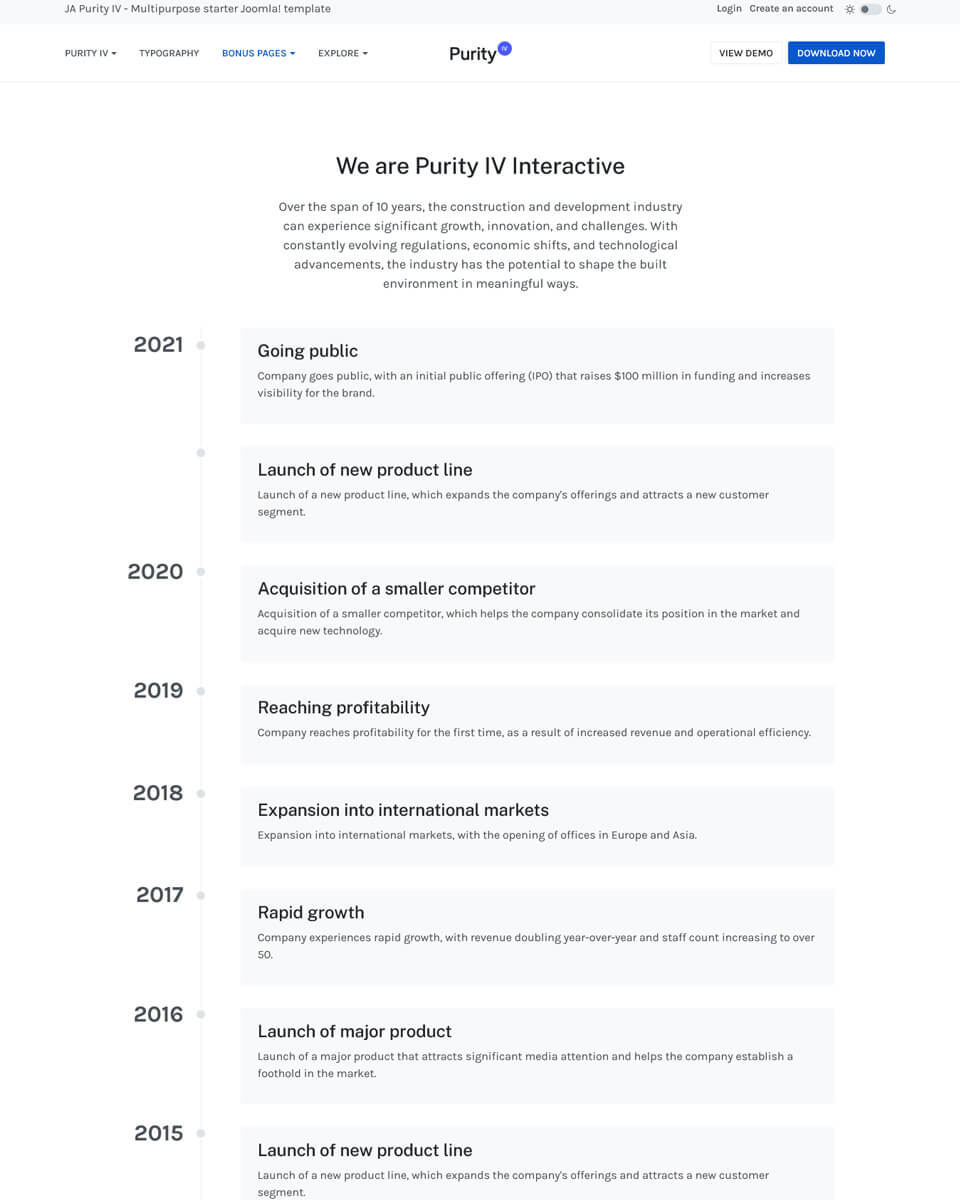 JA Purity IV - Multipurpose starter Joomla! template
Login Create an account
PURITY IV TYPOGRAPHY BONUS PAGES EXPLORE
Purity IV
VIEW DEMO DOWNLOAD NOW
We are Purity IV Interactive
Over the span of 10 years, the construction and development industry
can experience significant growth, innovation, and challenges. With
constantly evolving regulations, economic shifts, and technological
advancements, the industry has the potential to shape the built
environment in meaningful ways.
2021
Going public
Company goes public, with an initial public offering (IPO) that raises $100 million in funding and increases
visibility for the brand.
Launch of new product line
Launch of a new product line, which expands the company's offerings and attracts a new customer
segment.
2020
Acquisition of a smaller competitor
Acquisition of a smaller competitor, which helps the company consolidate its position in the market and
acquire new technology.
2019
Reaching profitability
Company reaches profitability for the first time, as a result of increased revenue and operational efficiency.
2018
Expansion into international markets
Expansion into international markets, with the opening of offices in Europe and Asia.
2017
Rapid growth
Company experiences rapid growth, with revenue doubling year-over-year and staff count increasing to over
50.
2016
Launch of major product
Launch of a major product that attracts significant media attention and helps the company establish a
foothold in the market.
2015
Launch of new product line
Launch of a new product line, which expands the company's offerings and attracts a new customer
segment.